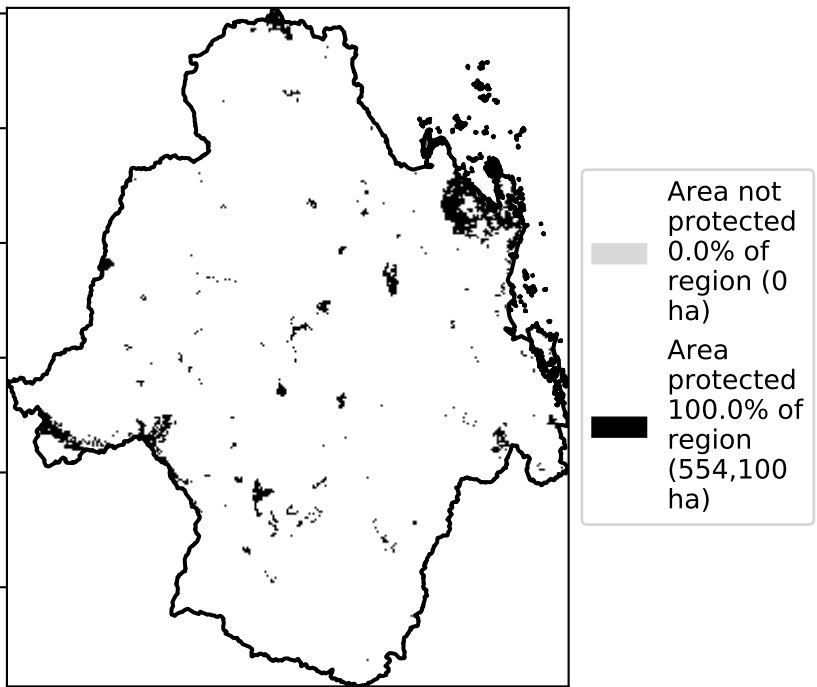 Area not
protected
0.0% of
region (0
ha)
Area
protected
100.0% of
region
(554,100
ha)